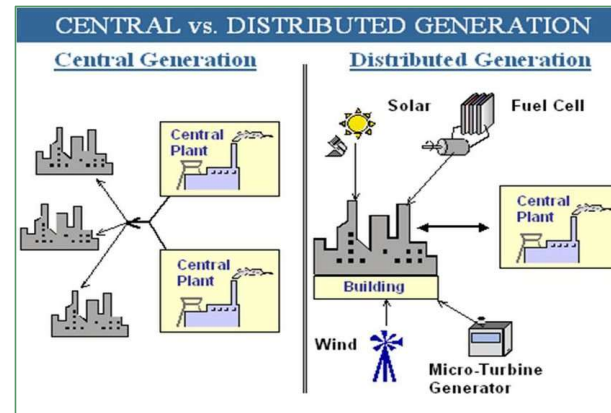 CENTRAL vs. DISTRIBUTED GENERATION
Central Generation
Central
Plant
Central
Plant
Distributed Generation
Solar
Fuel Cell
Central
Plant
Building
Wind
Micro-Turbine
Generator